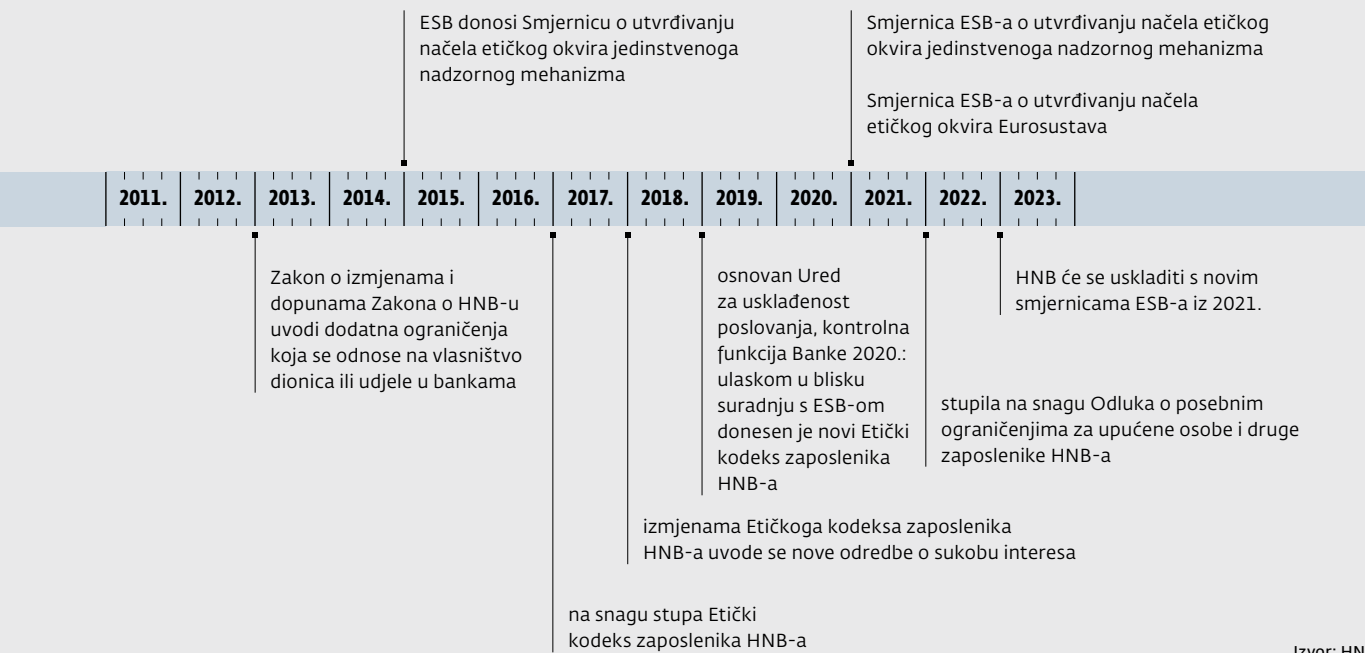 ESB donosi Smjernicu o utvrđivanju
načela etičkog okvira jedinstvenoga
nadzornog mehanizma
Smjernica ESB-a o utvrđivanju načela etičkog
okvira jedinstvenoga nadzornog mehanizma
Smjernica ESB-a o utvrđivanju načela
etičkog okvira Eurosustava
2011. 2012. 2013. 2014. 2015. 2016. 2017. 2018. 2019. 2020. 2021. 2022. 2023.
Zakon o izmjenama i
dopunama Zakona o HNB-u
uvodi dodatna ograničenja
koja se odnose na vlasništvo
dionica ili udjele u bankama
osnovan Ured
za usklađenost
poslovanja, kontrolna
funkcija Banke 2020.:
ulaskom u blisku
suradnju s ESB-om
donesen je novi Etički
kodeks zaposlenika
HNB-a
HNB će se uskladiti s novim
smjernicama ESB-a iz 2021.
stupila na snagu Odluka o posebnim
ograničenjima za upućene osobe i druge
zaposlenike HNB-a
izmjenama Etičkoga kodeksa zaposlenika
HNB-a uvode se nove odredbe o sukobu interesa
na snagu stupa Etički
kodeks zaposlenika HNB-a
Izvor: HN